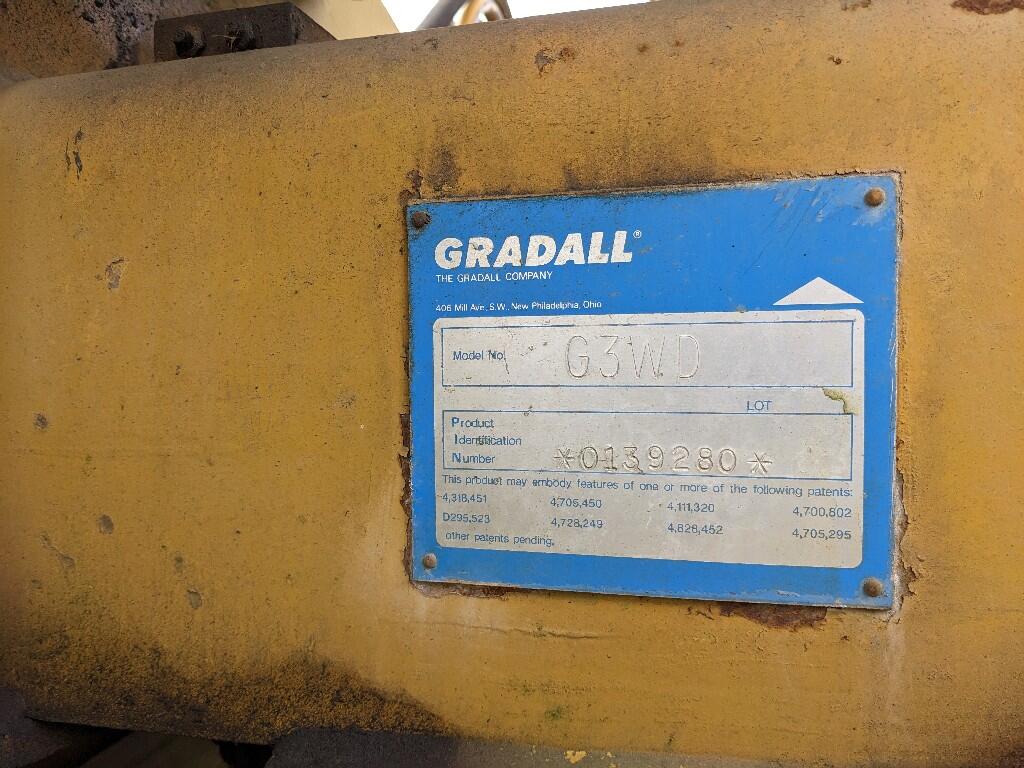 GRADALL®
THE GRADALL COMPANY
406 Mill Ave. S.W., New Philadelphia, Ohio
Model No. G3WD
LOT
Product
Identification
Number *0139280*
This product may embody features of one or more of the following patents:
4,318,451 4,705,450 4,111,320 4,700,802
D295,523 4,728,249 4,828,452 4,705,295
other patents pending.